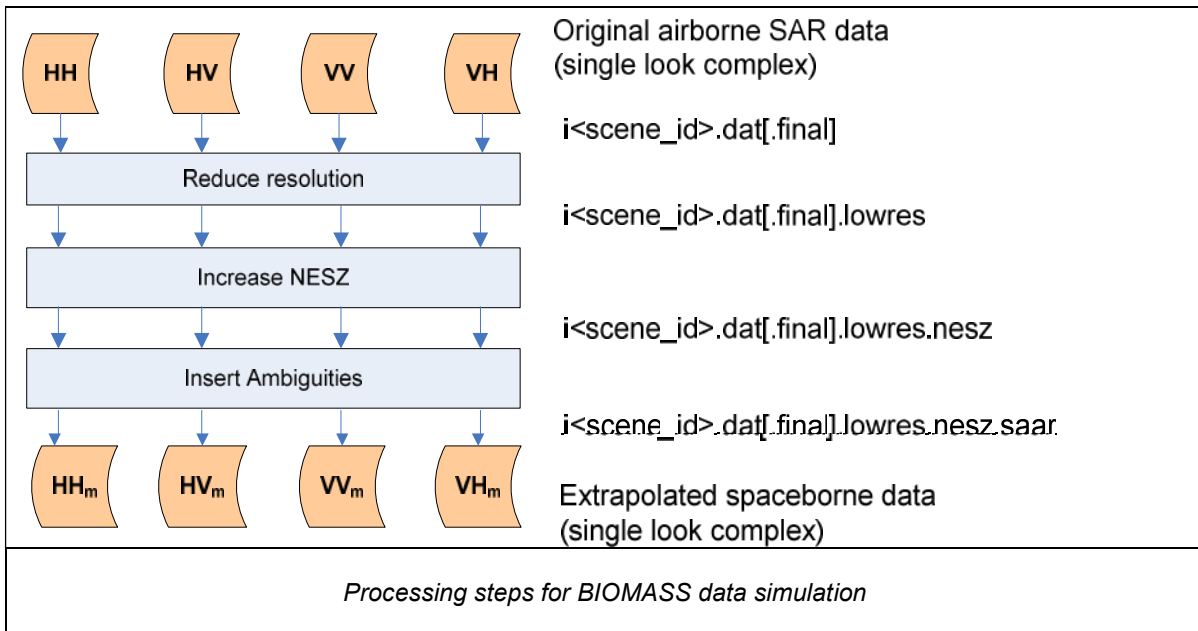 HH HV VV VH
Original airborne SAR data
(single look complex)
i<scene_id>.dat[.final]
Reduce resolution
i<scene_id>.dat[.final].lowres
Increase NESZ
i<scene_id>.dat[.final].lowres.nesz
Insert Ambiguities
i<scene_id>.dat[.final].lowres.nesz.saar
HHm HVm VVm VHm
Extrapolated spaceborne data
(single look complex)
Processing steps for BIOMASS data simulation